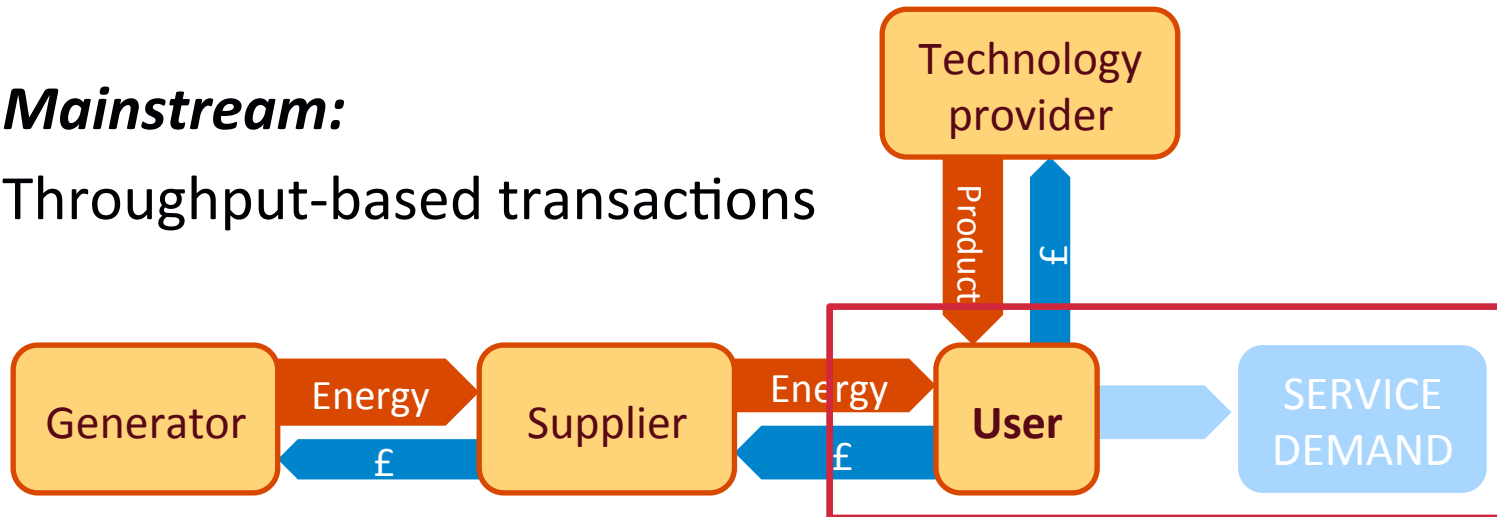 Technology
provider
Mainstream:
Throughput-based transactions
Product
£
Generator
Energy
£
Supplier
Energy
£
User
SERVICE
DEMAND